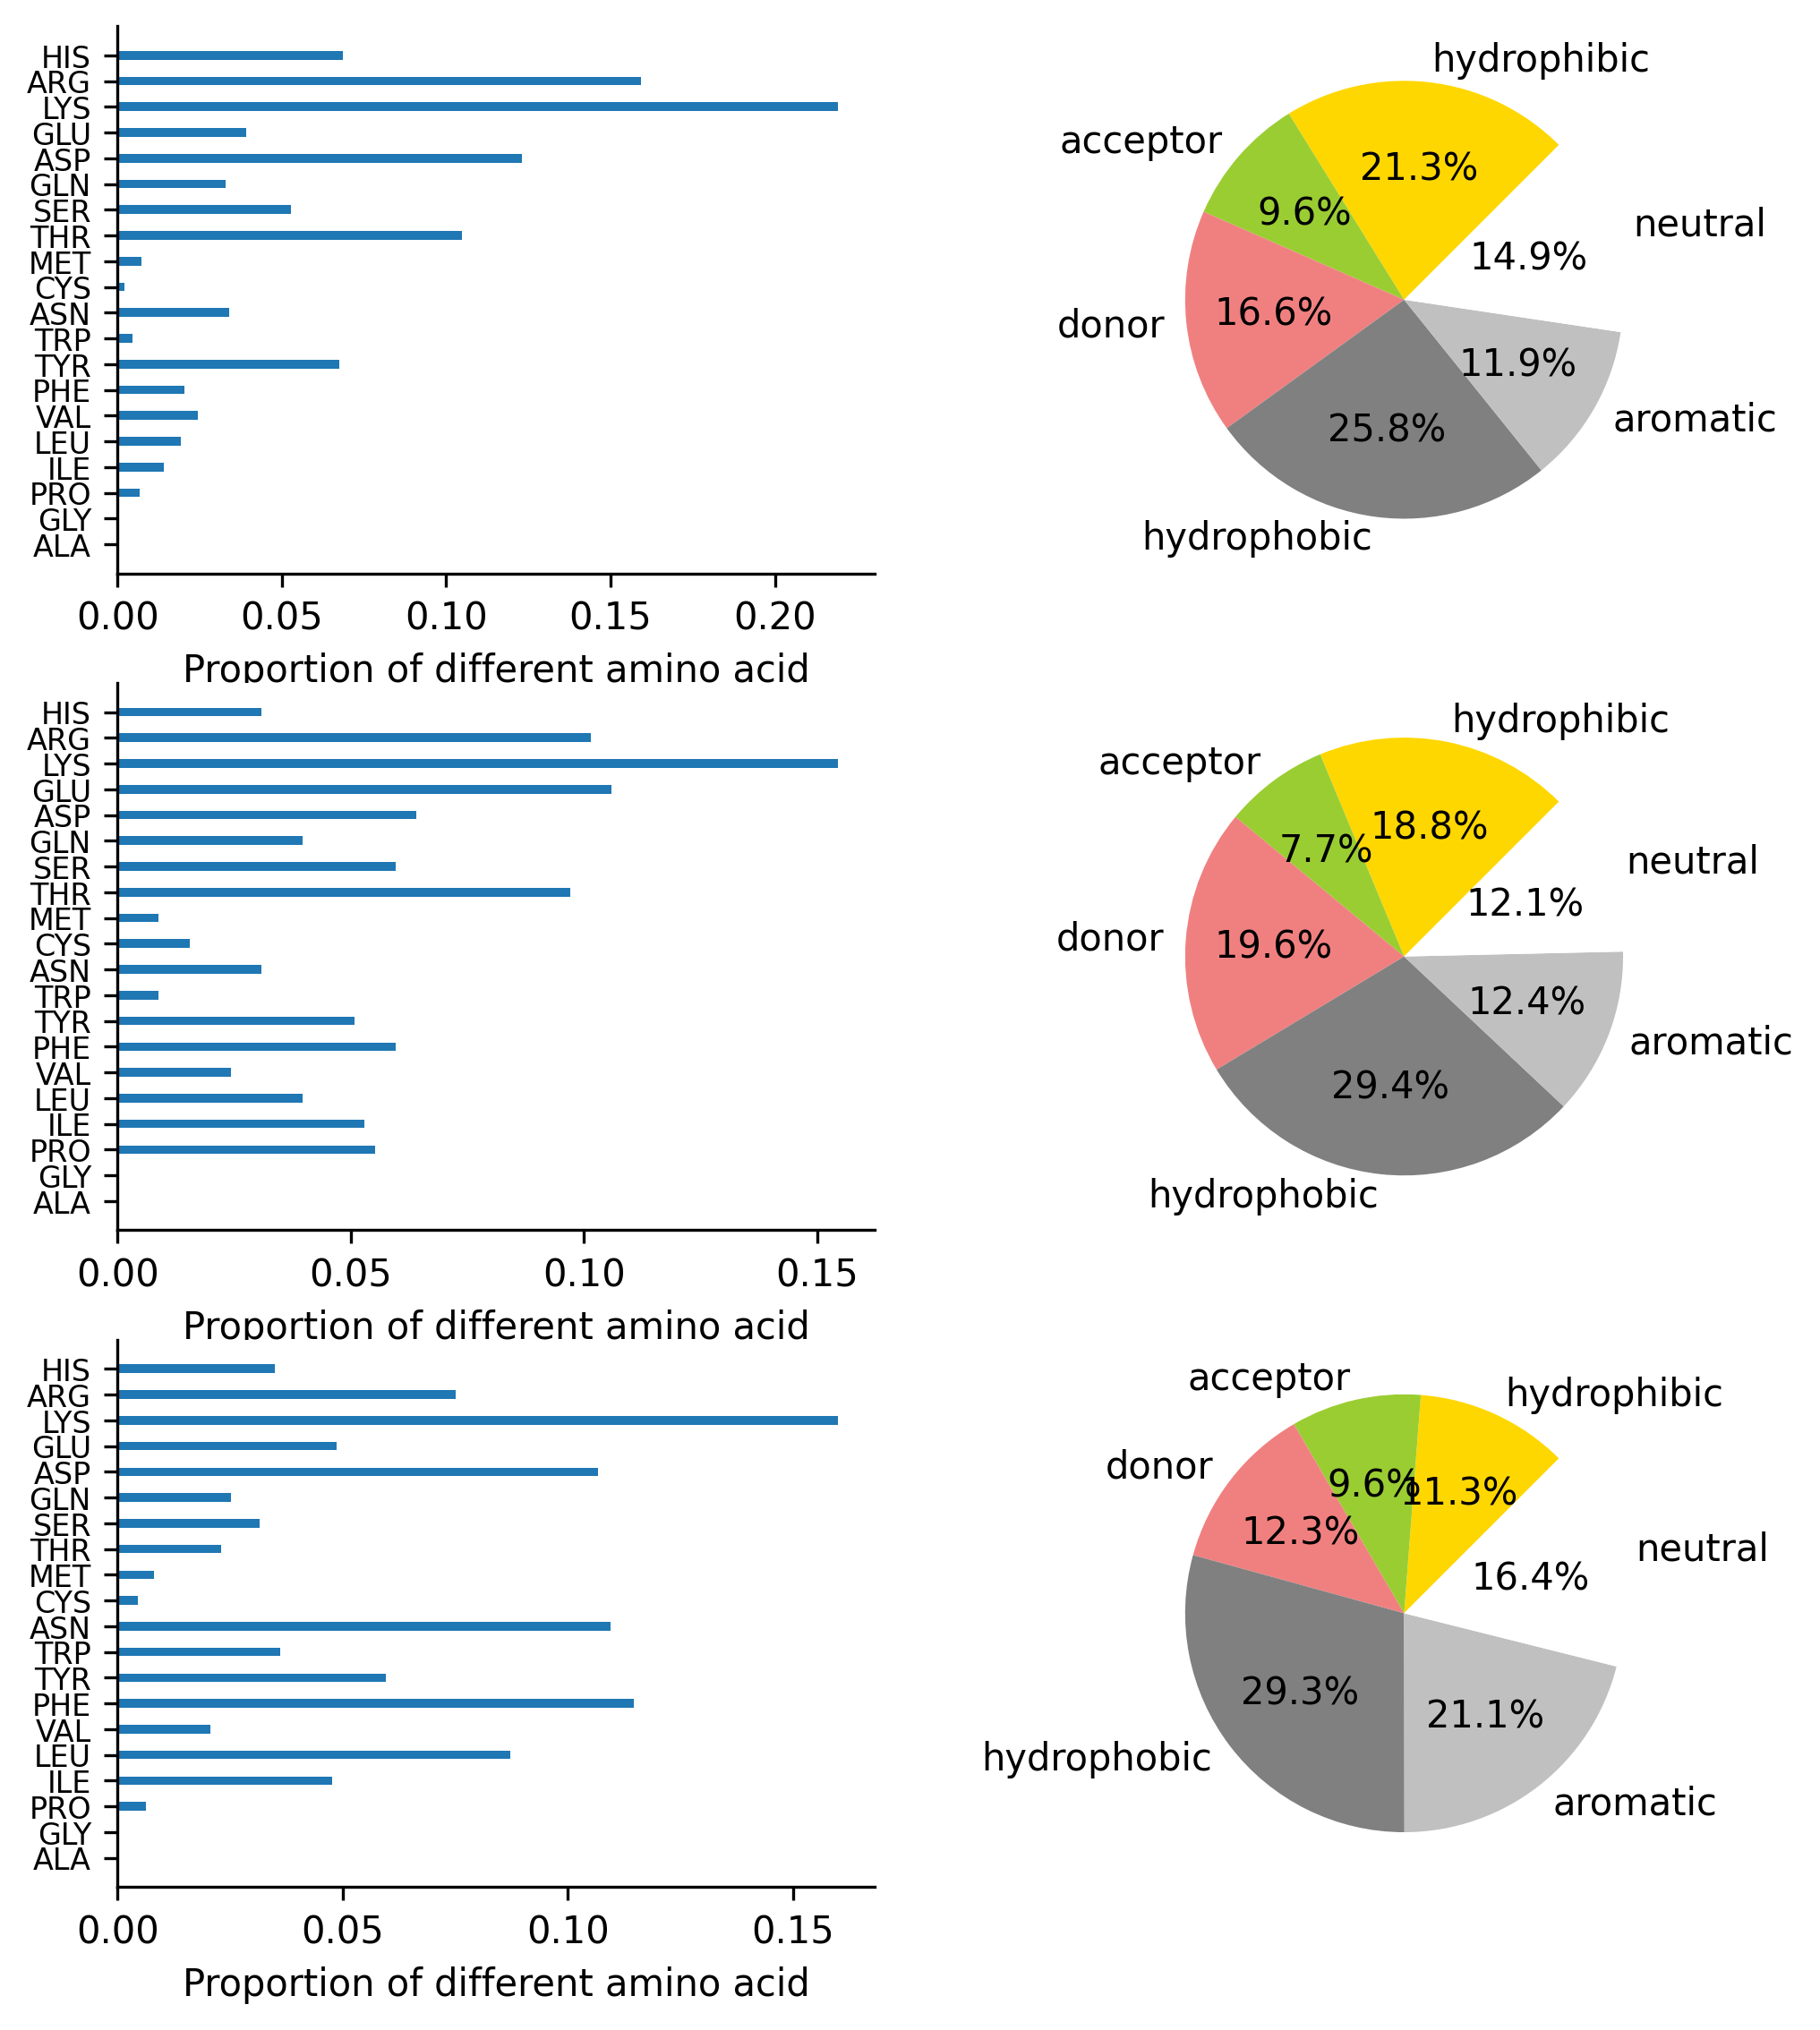 HIS
ARG
LYS
GLU
ASP
GLN
SER
THR
MET
CYS
ASN
TRP
TYR
PHE
VAL
LEU
ILE
PRO
GLY
ALA
0.00 0.05 0.10 0.15 0.20
Proportion of different amino acid
hydrophibic
acceptor
21.3%
9.6%
neutral
14.9%
donor
16.6%
11.9%
aromatic
25.8%
hydrophobic
HIS
ARG
LYS
GLU
ASP
GLN
SER
THR
MET
CYS
ASN
TRP
TYR
PHE
VAL
LEU
ILE
PRO
GLY
ALA
0.00 0.05 0.10 0.15
Proportion of different amino acid
hydrophibic
acceptor
18.8%
7.7%
neutral
12.1%
donor
19.6%
12.4%
aromatic
29.4%
hydrophobic
HIS
ARG
LYS
GLU
ASP
GLN
SER
THR
MET
CYS
ASN
TRP
TYR
PHE
VAL
LEU
ILE
PRO
GLY
ALA
0.00 0.05 0.10 0.15
Proportion of different amino acid
acceptor
hydrophibic
donor
9.6%
11.3%
12.3%
neutral
16.4%
29.3%
21.1%
hydrophobic
aromatic